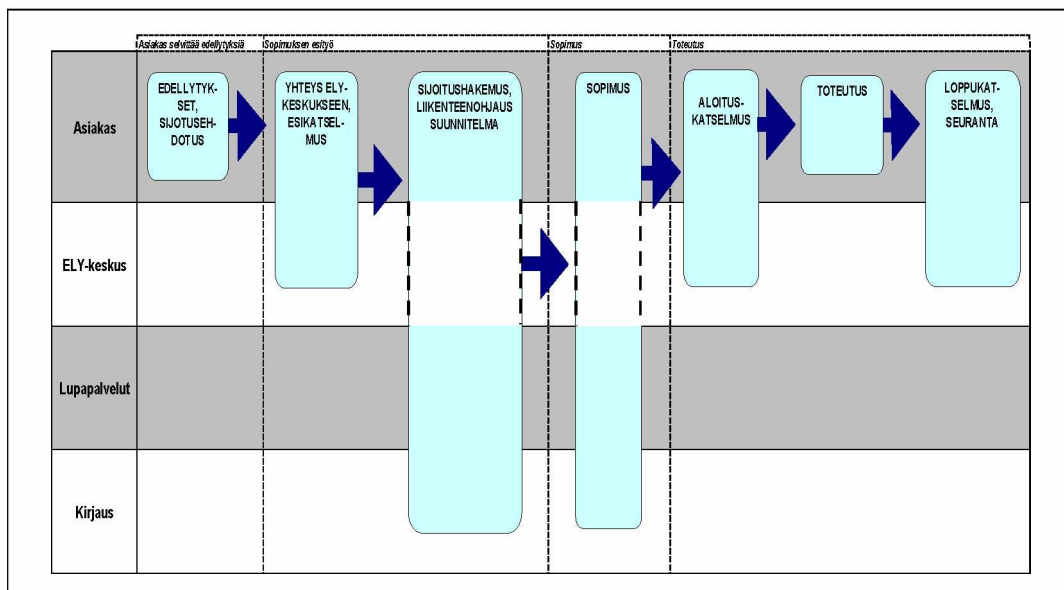 Asiakas selvittää edellytyksiä
Sopimuksen esityö
Sopimus
Toteutus
Asiakas
EDELLYTYK-
SET,
SIJOTUSEH-
DOTUS
YHTEYS ELY-
KESKUKSEEN,
ESIKATSEL-
MUS
SIJOITUSHAKEMUS,
LIIKENTEENOHJAUS
SUUNNITELMA
SOPIMUS
ALOITUS-
KATSELMUS
TOTEUTUS
LOPPUKAT-
SELMUS,
SEURANTA
ELY-keskus
Lupapalvelut
Kirjaus